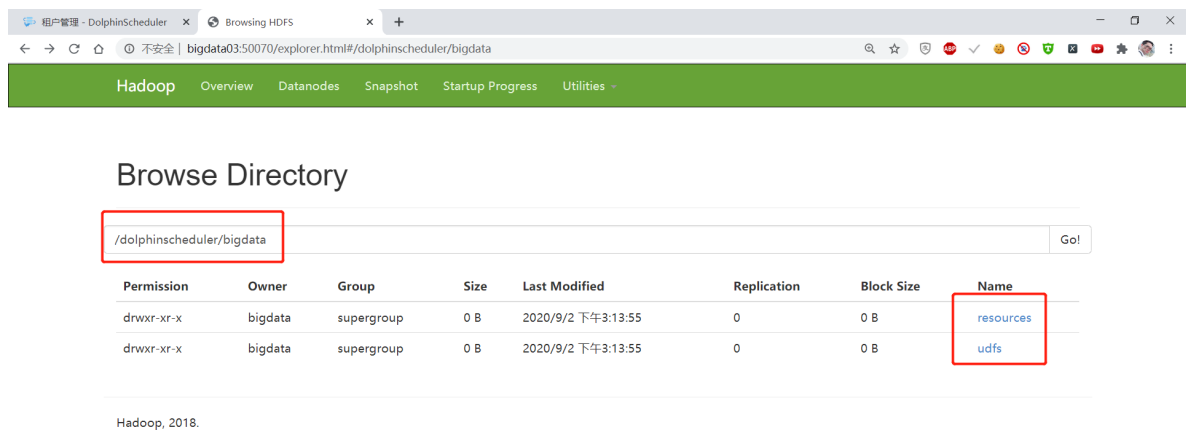 租户管理 - DolphinScheduler
Browsing HDFS
不安全 | bigdata03:50070/explorer.html#/dolphinscheduler/bigdata
ABP
Hadoop Overview Datanodes Snapshot Startup Progress Utilities
Browse Directory
/dolphinscheduler/bigdata Go!
Permission Owner Group Size Last Modified Replication Block Size Name
drwxr-xr-x bigdata supergroup 0 B 2020/9/2 下午3:13:55 0 0 B resources
drwxr-xr-x bigdata supergroup 0 B 2020/9/2 下午3:13:55 0 0 B udfs
Hadoop, 2018.